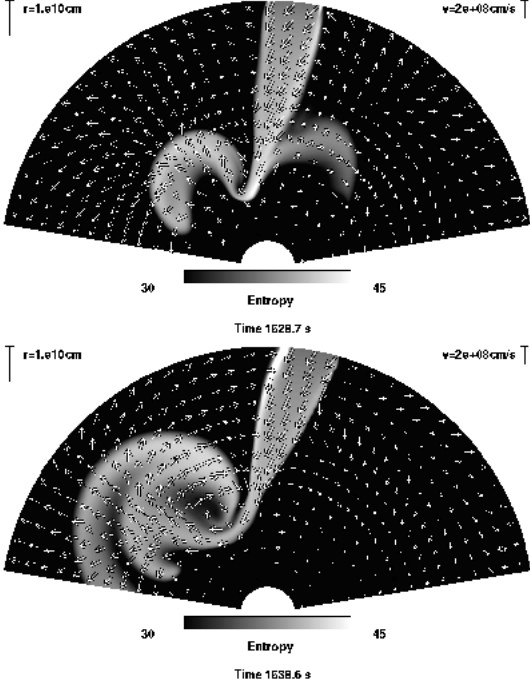 r=1.e10cm
v=2e+08cm/s
30
45
Entropy
Time 1628.7 s
r=1.e10cm
v=2e+08cm/s
30
45
Entropy
Time 1638.6 s